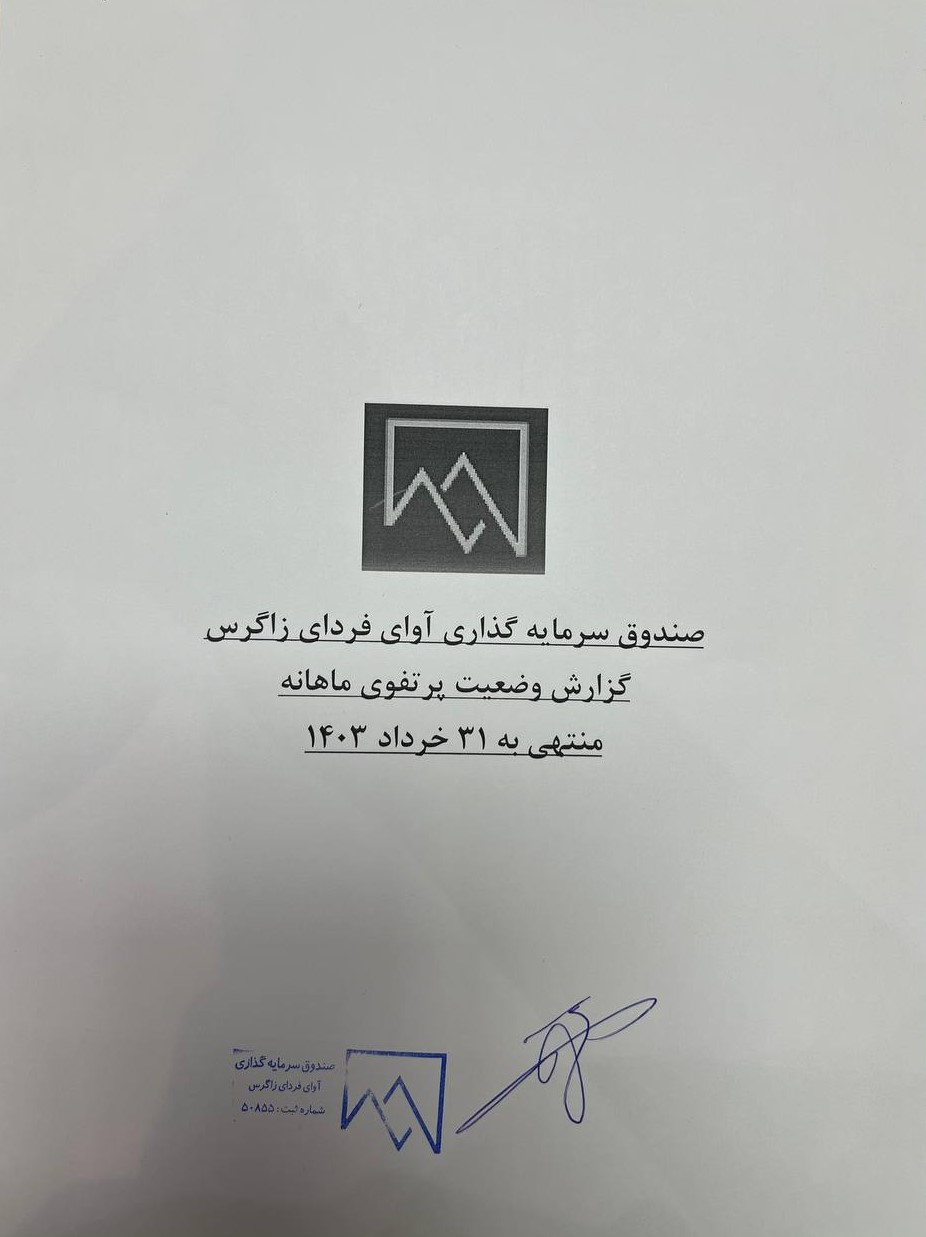 صندوق سرمایه گذاری آوای فردای زاگرس
گزارش وضعیت پرتفوی ماهانه
منتهی به ۳۱ خرداد ۱۴۰۳
صندوق سرمایه گذاری
آوای فردای زاگرس
شماره ثبت: ۵۰۸۵۵